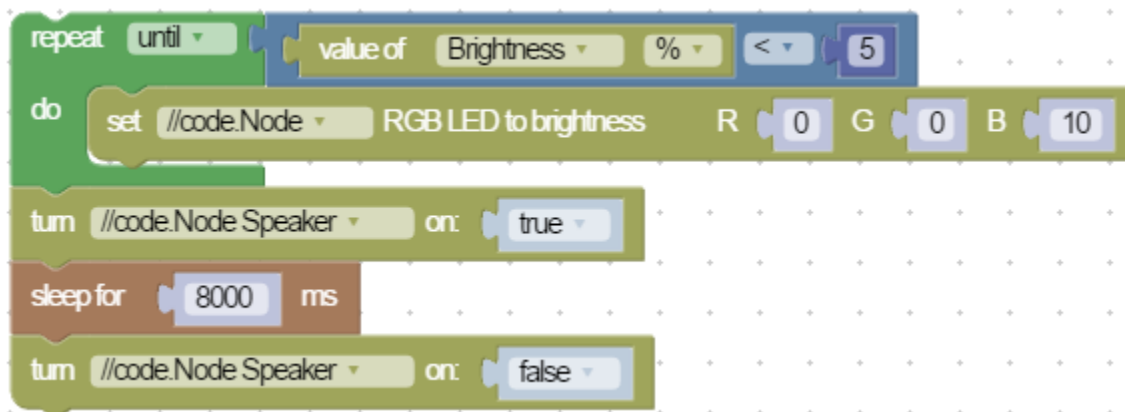 repeat until value of Brightness % < 5
do set //code.Node RGB LED to brightness R 0 G 0 B 10
turn //code.Node Speaker on: true
sleep for 8000 ms
turn //code.Node Speaker on: false